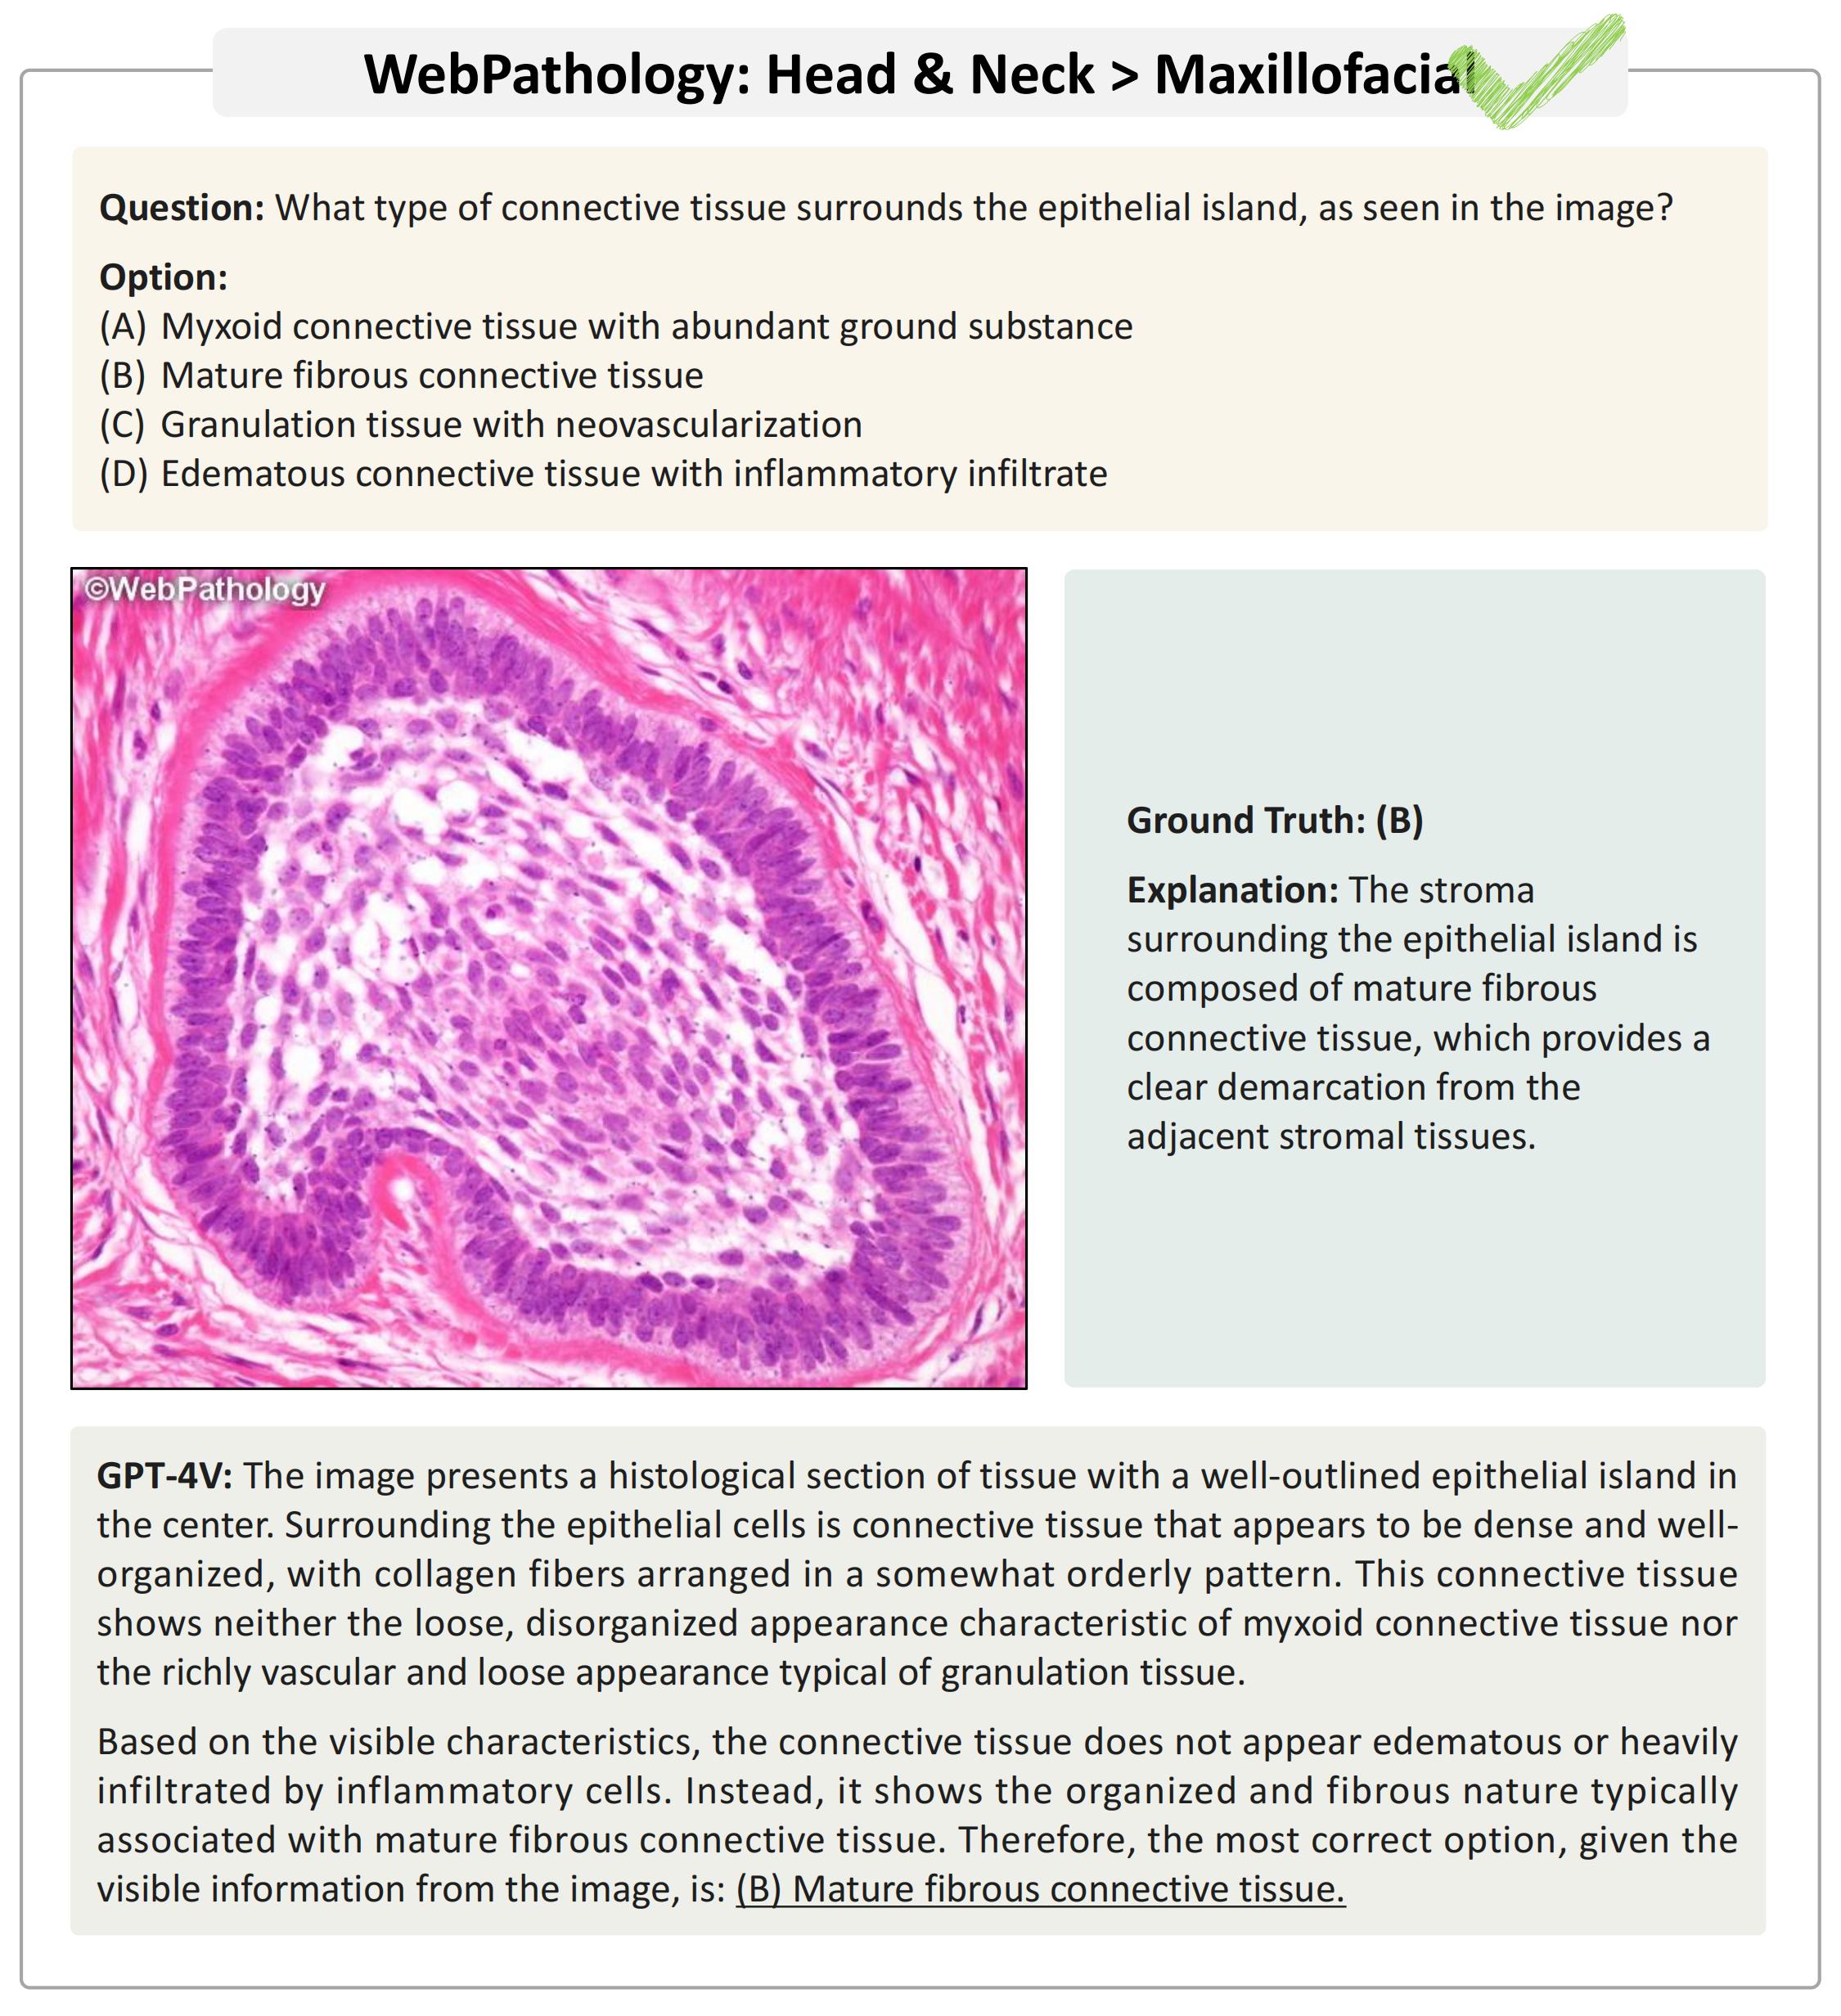 WebPathology: Head & Neck > Maxillofacial
Question: What type of connective tissue surrounds the epithelial island, as seen in the image?
Option:
(A) Myxoid connective tissue with abundant ground substance
(B) Mature fibrous connective tissue
(C) Granulation tissue with neovascularization
(D) Edematous connective tissue with inflammatory infiltrate
©WebPathology
Ground Truth: (B)
Explanation: The stroma
surrounding the epithelial island is
composed of mature fibrous
connective tissue, which provides a
clear demarcation from the
adjacent stromal tissues.
GPT-4V: The image presents a histological section of tissue with a well-outlined epithelial island in
the center. Surrounding the epithelial cells is connective tissue that appears to be dense and well-
organized, with collagen fibers arranged in a somewhat orderly pattern. This connective tissue
shows neither the loose, disorganized appearance characteristic of myxoid connective tissue nor
the richly vascular and loose appearance typical of granulation tissue.
Based on the visible characteristics, the connective tissue does not appear edematous or heavily
infiltrated by inflammatory cells. Instead, it shows the organized and fibrous nature typically
associated with mature fibrous connective tissue. Therefore, the most correct option, given the
visible information from the image, is: (B) Mature fibrous connective tissue.